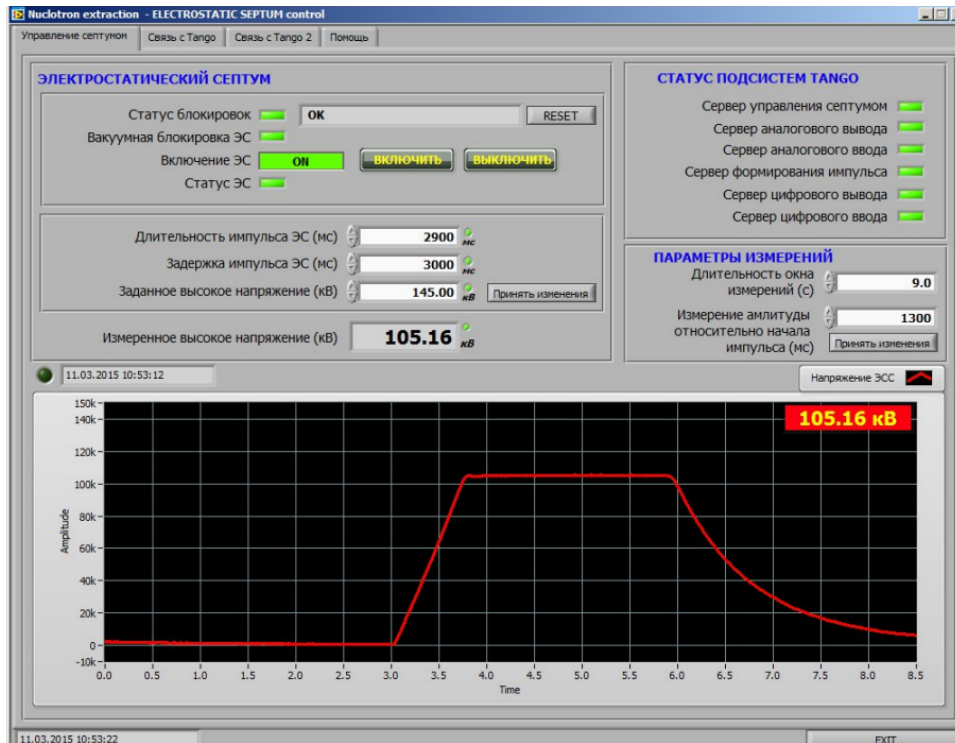 Nuclotron extraction - ELECTROSTATIC SEPTUM control
Управление септумом
Связь с Tango
Связь с Tango 2
Помощь
ЭЛЕКТРОСТАТИЧЕСКИЙ СЕПТУМ
Статус блокировок
OK
RESET
Вакуумная блокировка ЭС
Включение ЭС
ON
ВКЛЮЧИТЬ
ВЫКЛЮЧИТЬ
Статус ЭС
Длительность импульса ЭС (мс)
2900
мс
Задержка импульса ЭС (мс)
3000
мс
Заданное высокое напряжение (кВ)
145.00
кВ
Принять изменения
Измеренное высокое напряжение (кВ)
105.16
кВ
СТАТУС ПОДСИСТЕМ TANGO
Сервер управления септумом
Сервер аналогового вывода
Сервер аналогового ввода
Сервер формирования импульса
Сервер цифрового вывода
Сервер цифрового ввода
ПАРАМЕТРЫ ИЗМЕРЕНИЙ
Длительность окна
измерений (с)
9.0
Измерение амлитуды
относительно начала
импульса (мс)
1300
Принять изменения
11.03.2015 10:53:12
Напряжение ЭСС
105.16 кВ
150k
140k
120k
100k
80k
60k
40k
20k
0
-10k
Amplitude
0.0 0.5 1.0 1.5 2.0 2.5 3.0 3.5 4.0 4.5 5.0 5.5 6.0 6.5 7.0 7.5 8.0 8.5
Time
11.03.2015 10:53:22
EXIT